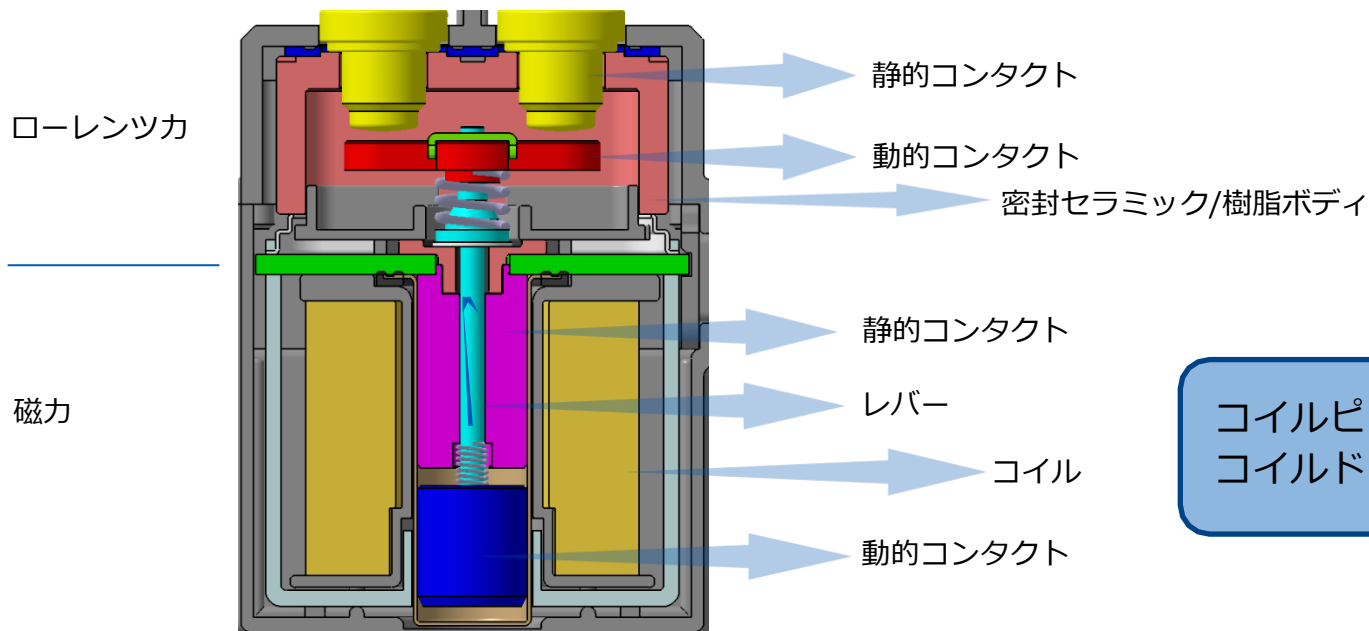 静的コンタクト
ローレンツ力
動的コンタクト
密封セラミック/樹脂ボディ
静的コンタクト
磁力
レバー
コイルピ
コイルド
コイル
動的コンタクト